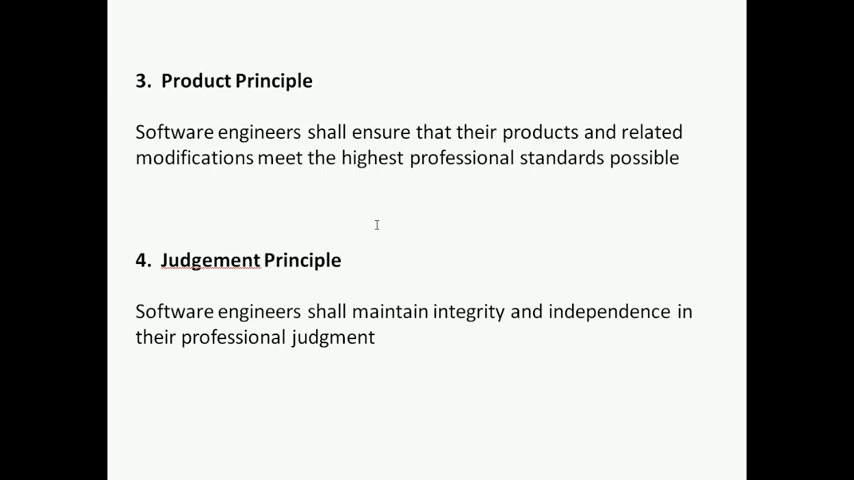 3. Product Principle
Software engineers shall ensure that their products and related
modifications meet the highest professional standards possible
4. Judgement Principle
Software engineers shall maintain integrity and independence in
their professional judgment